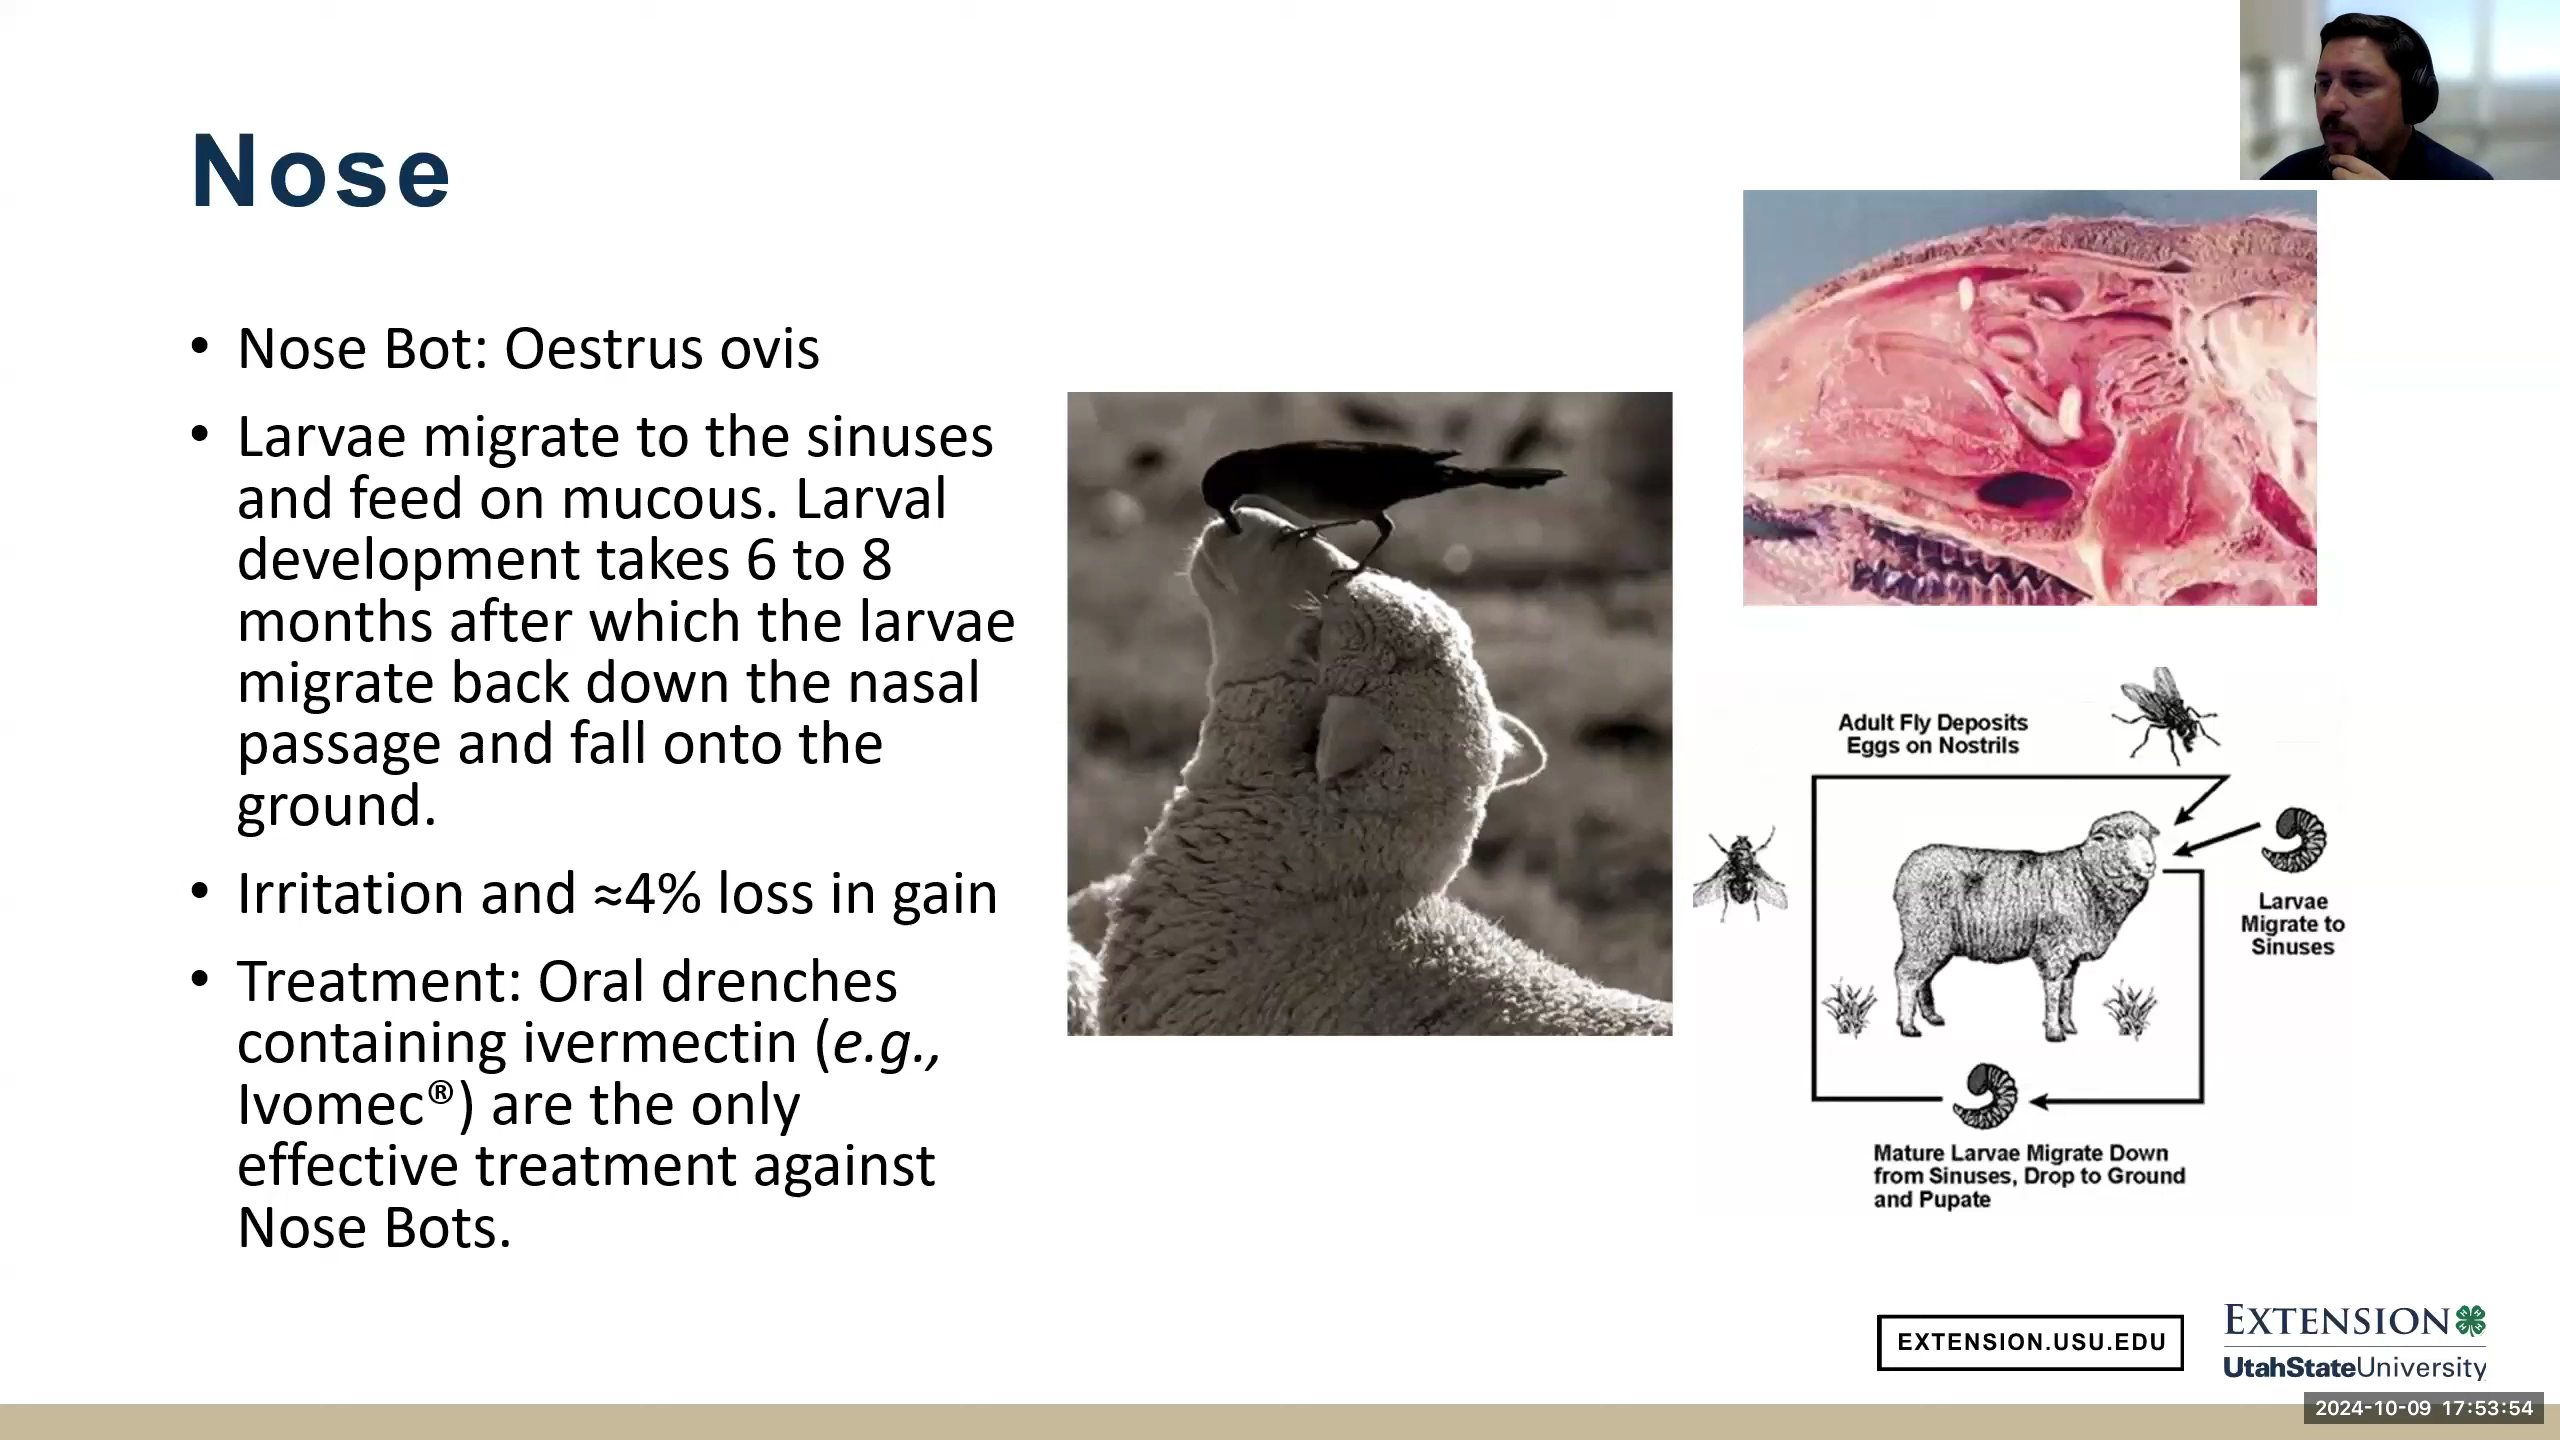 Nose
• Nose Bot: Oestrus ovis
• Larvae migrate to the sinuses
and feed on mucous. Larval
development takes 6 to 8
months after which the larvae
migrate back down the nasal
passage and fall onto the
ground.
• Irritation and ≈4% loss in gain
• Treatment: Oral drenches
containing ivermectin (e.g.,
Ivomec®) are the only
effective treatment against
Nose Bots.
Adult Fly Deposits
Eggs on Nostrils
Larvae
Migrate to
Sinuses
Mature Larvae Migrate Down
from Sinuses, Drop to Ground
and Pupate
EXTENSION.USU.EDU
EXTENSION
UtahStateUniversity
2024-10-09 17:53:54